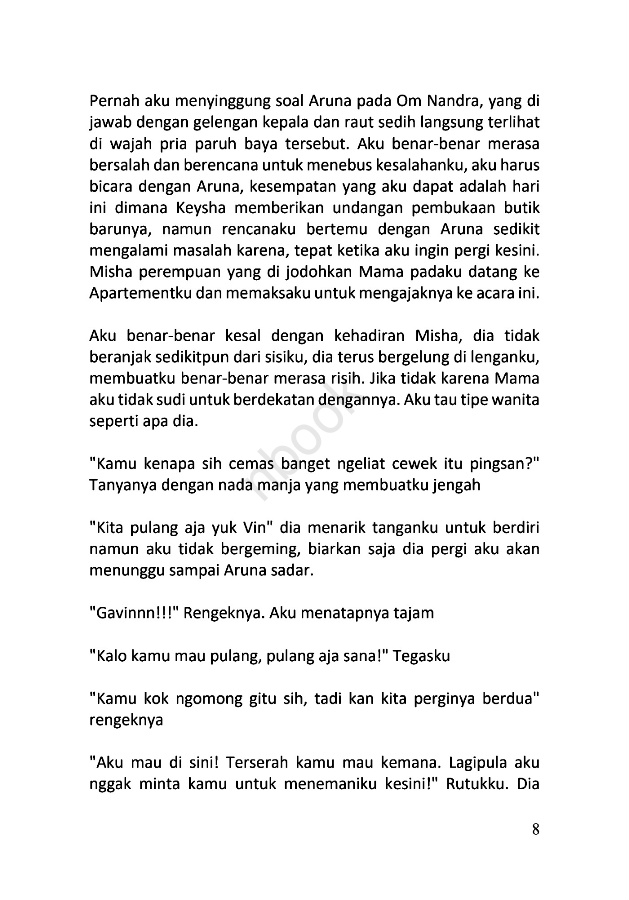 Pernah aku menyinggung soal Aruna pada Om Nandra, yang di
jawab dengan gelengan kepala dan raut sedih langsung terlihat
di wajah pria paruh baya tersebut. Aku benar-benar merasa
bersalah dan berencana untuk menebus kesalahanku, aku harus
bicara dengan Aruna, kesempatan yang aku dapat adalah hari
ini dimana Keysha memberikan undangan pembukaan butik
barunya, namun rencanaku bertemu dengan Aruna sedikit
mengalami masalah karena, tepat ketika aku ingin pergi kesini.
Misha perempuan yang di jodohkan Mama padaku datang ke
Apartementku dan memaksaku untuk mengajaknya ke acara ini.
Aku benar-benar kesal dengan kehadiran Misha, dia tidak
beranjak sedikitpun dari sisiku, dia terus bergelung di lenganku,
membuatku benar-benar merasa risih. Jika tidak karena Mama
aku tidak sudi untuk berdekatan dengannya. Aku tau tipe wanita
seperti apa dia.
"Kamu kenapa sih cemas banget ngeliat cewek itu pingsan?"
Tanyanya dengan nada manja yang membuatku jengah
"Kita pulang aja yuk Vin" dia menarik tanganku untuk berdiri
namun aku tidak bergeming, biarkan saja dia pergi aku akan
menunggu sampai Aruna sadar.
"Gavinnn!!!" Rengeknya. Aku menatapnya tajam
"Kalo kamu mau pulang, pulang aja sana!" Tegasku
"Kamu kok ngomong gitu sih, tadi kan kita perginya berdua"
rengeknya
"Aku mau di sini! Terserah kamu mau kemana. Lagipula aku
nggak minta kamu untuk menemaniku kesini!" Rutukku. Dia
8